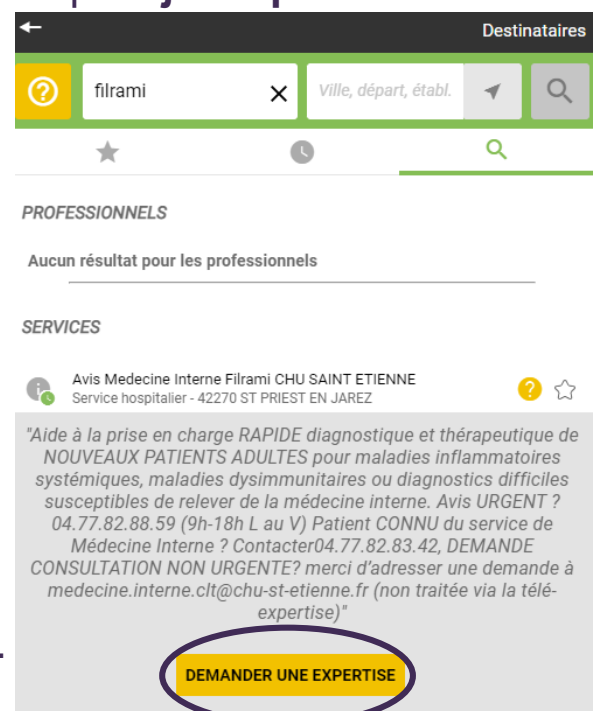 Destinataires
filrami
Ville, départ, établ.
PROFESSIONNELS
Aucun résultat pour les professionnels
SERVICES
Avis Medecine Interne Filrami CHU SAINT ETIENNE
Service hospitalier - 42270 ST PRIEST EN JAREZ
"Aide à la prise en charge RAPIDE diagnostique et thérapeutique de
NOUVEAUX PATIENTS ADULTES pour maladies inflammatoires
systémiques, maladies dysimmunitaires ou diagnostics difficiles
susceptibles de relever de la médecine interne. Avis URGENT ?
04.77.82.88.59 (9h-18h L au V) Patient CONNU du service de
Médecine Interne ? Contacter04.77.82.83.42, DEMANDE
CONSULTATION NON URGENTE? merci d'adresser une demande à
medecine.interne.clt@chu-st-etienne.fr (non traitée via la télé-
expertise)"
DEMANDER UNE EXPERTISE